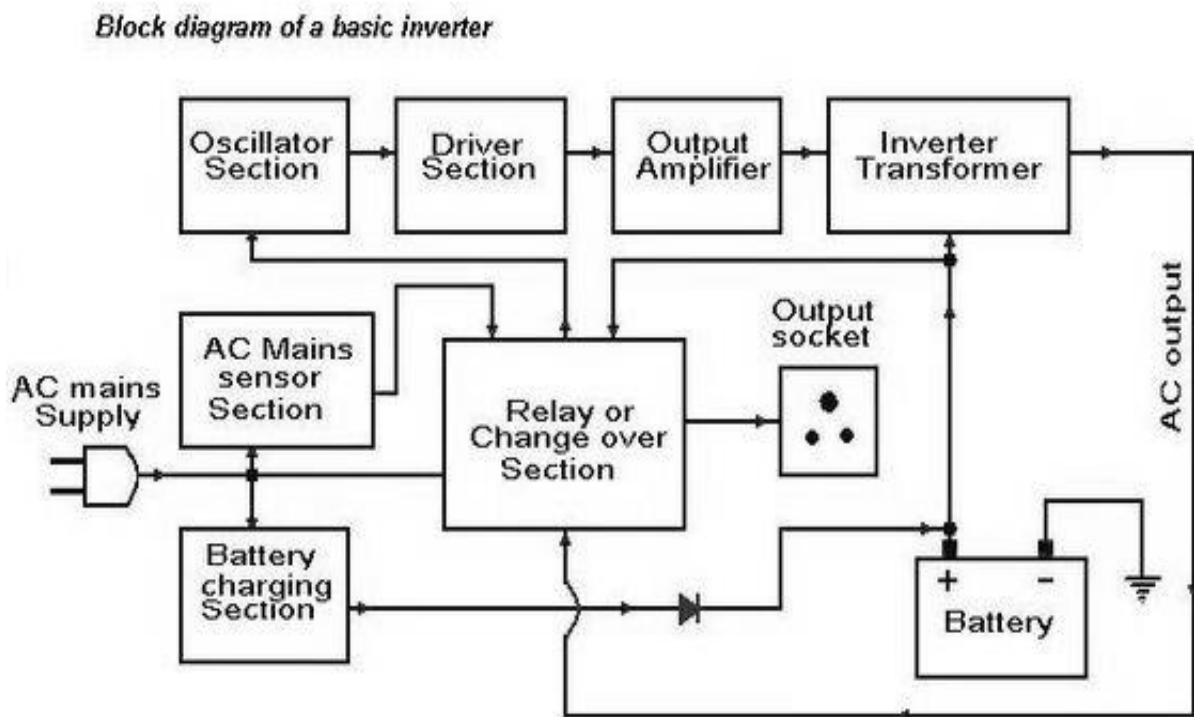 Block diagram of a basic inverter
Oscillator
Section
Driver
Section
Output
Amplifier
Inverter
Transformer
AC Mains
sensor
Section
AC mains
Supply
Relay or
Change over
Section
Output
socket
AC output
Battery
charging
Section
+ -
Battery